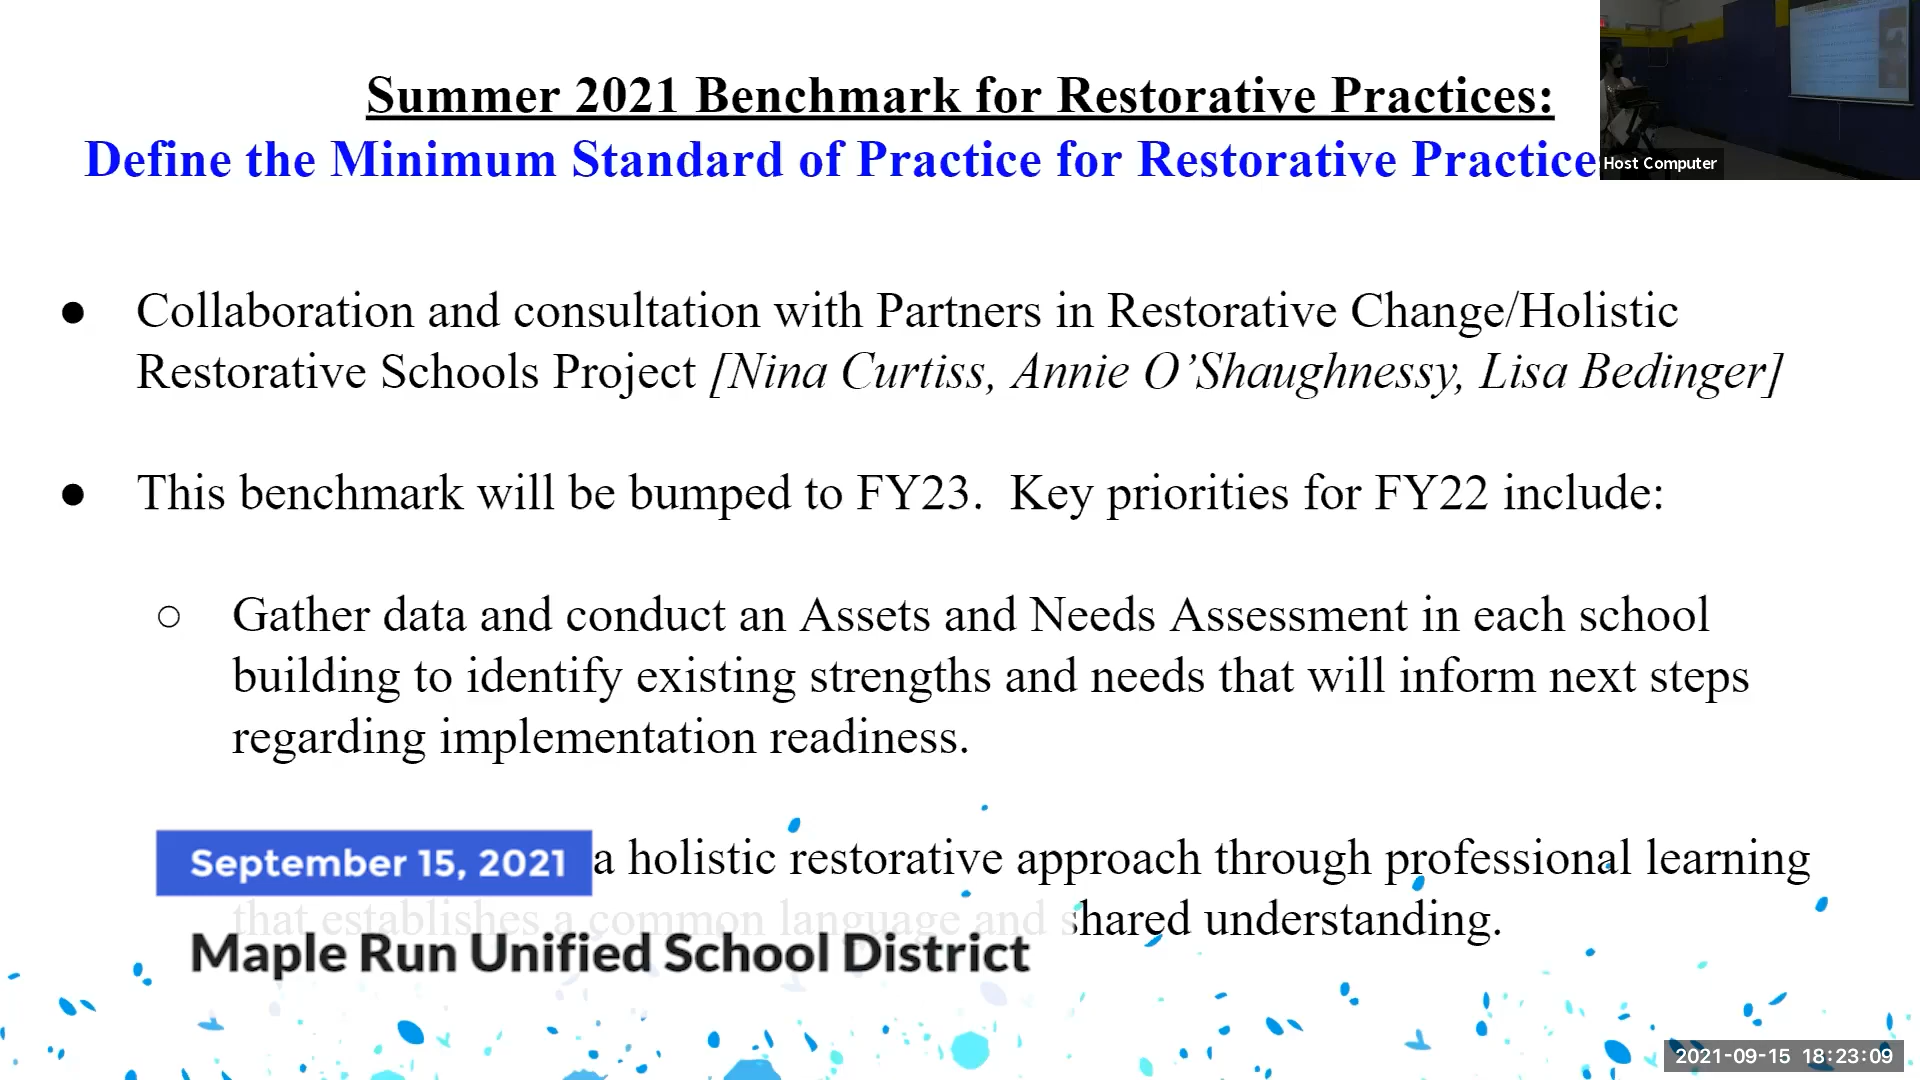 Summer 2021 Benchmark for Restorative Practices:
Define the Minimum Standard of Practice for Restorative Practice
Host Computer
● Collaboration and consultation with Partners in Restorative Change/Holistic
Restorative Schools Project [Nina Curtiss, Annie O’Shaughnessy, Lisa Bedinger]
● This benchmark will be bumped to FY23. Key priorities for FY22 include:
○ Gather data and conduct an Assets and Needs Assessment in each school
building to identify existing strengths and needs that will inform next steps
regarding implementation readiness.
September 15, 2021
a holistic restorative approach through professional learning
that establishes a common language and shared understanding.
Maple Run Unified School District
2021-09-15 18:23:09